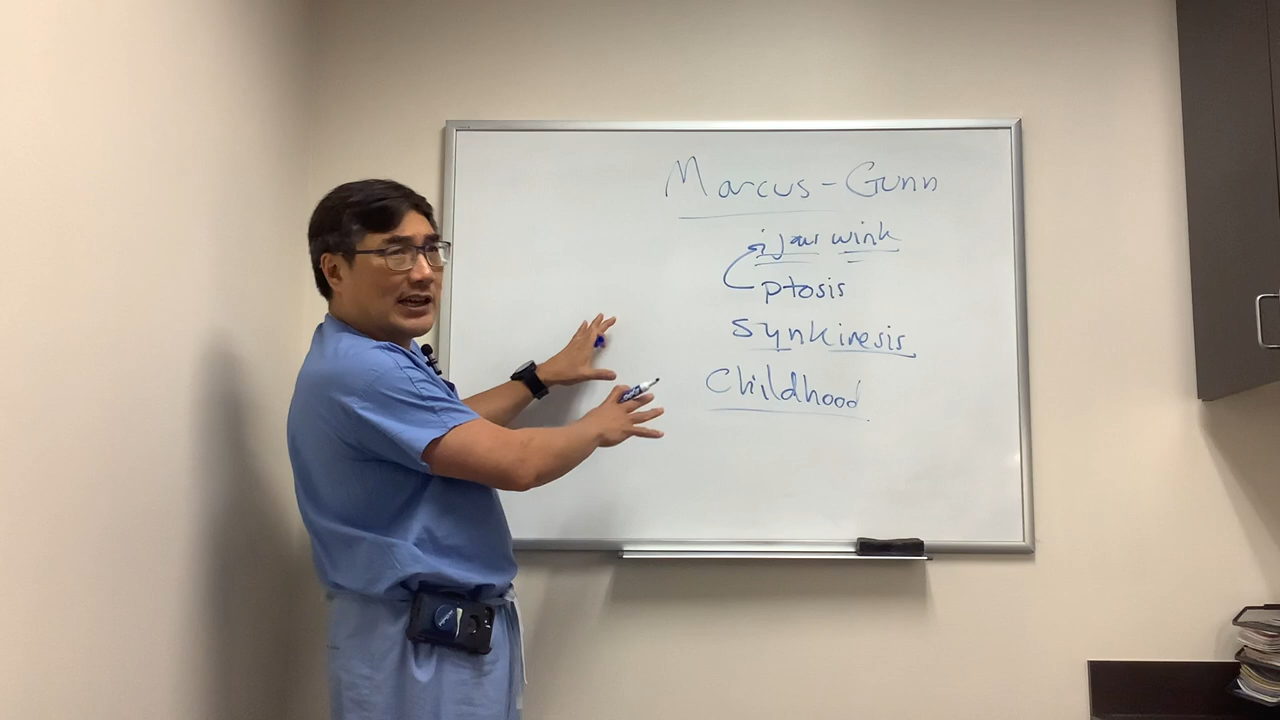 Marcus-Gunn
jaw wink
ptosis
synkinesis
Childhood